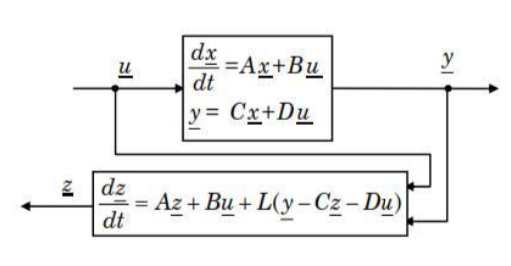 u
dx/dt =Ax+Bu
y = Cx+Du
y
z
dz/dt = Az + Bu + L(y – Cz – Du)